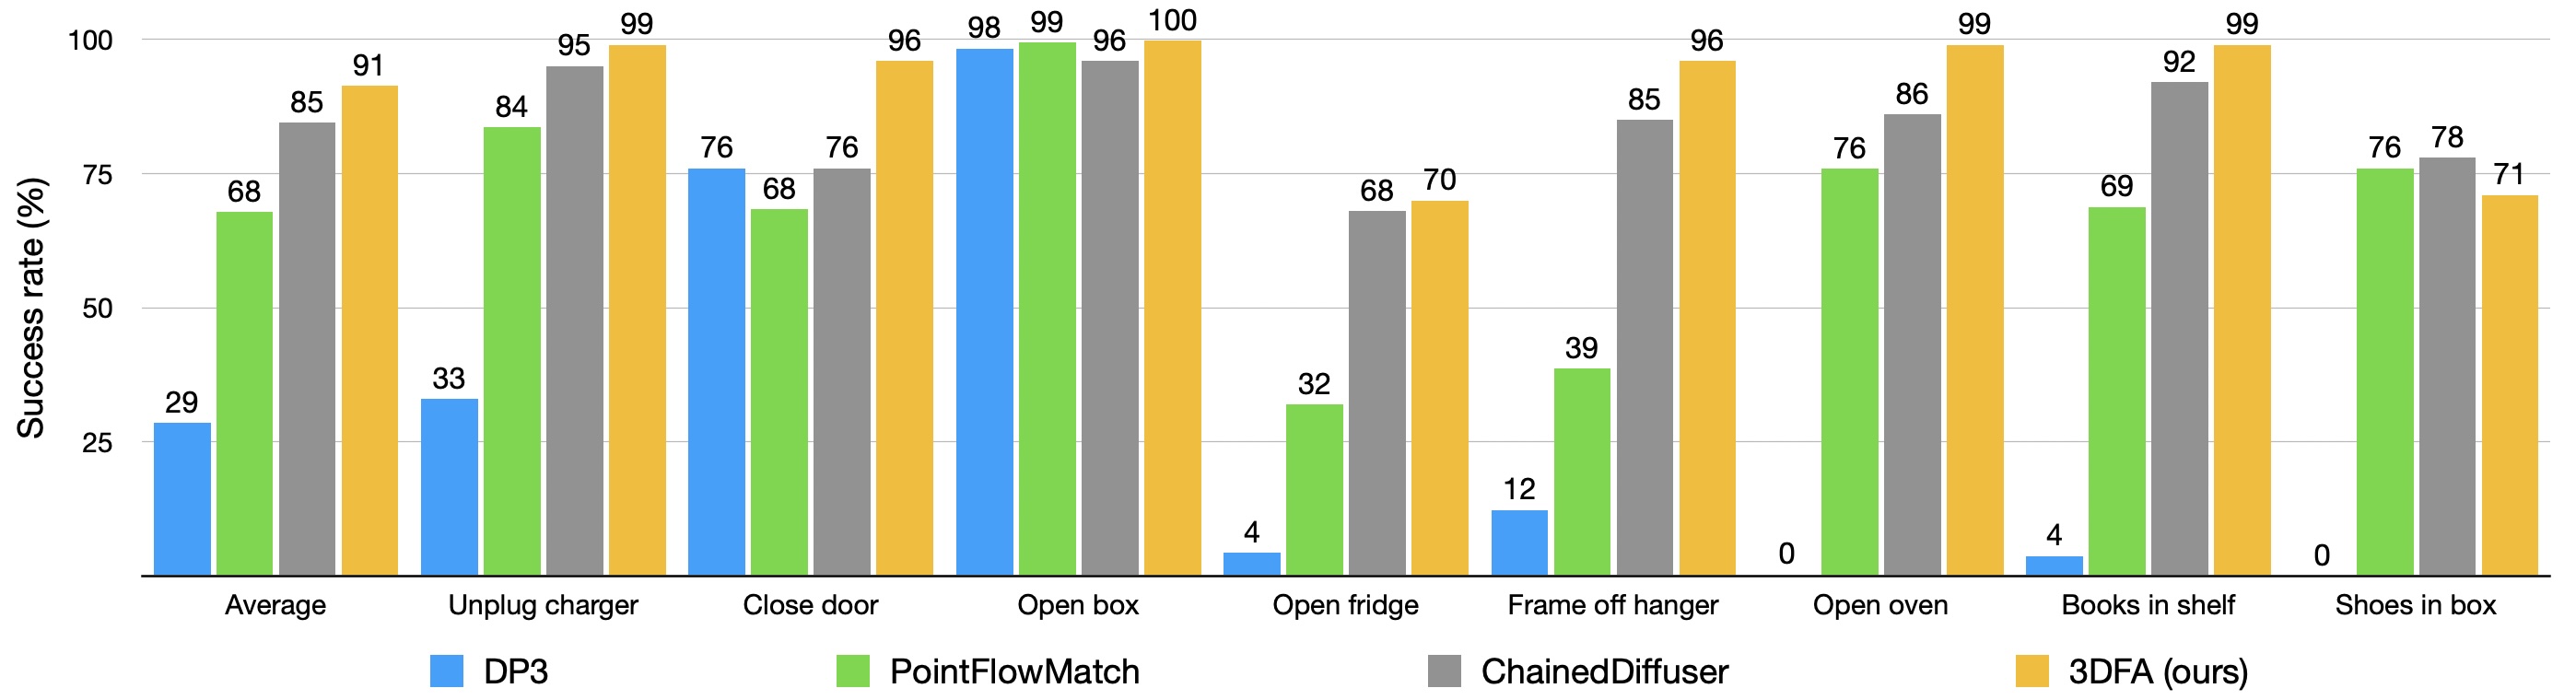 Success rate (%)
100
75
50
25
29
68
85
91
33
84
95
99
76
68
76
96
98
99
96
100
4
32
68
70
12
39
85
96
0
76
86
99
4
69
92
99
0
76
78
71
Average
Unplug charger
Close door
Open box
Open fridge
Frame off hanger
Open oven
Books in shelf
Shoes in box
DP3
PointFlowMatch
ChainedDiffuser
3DFA (ours)